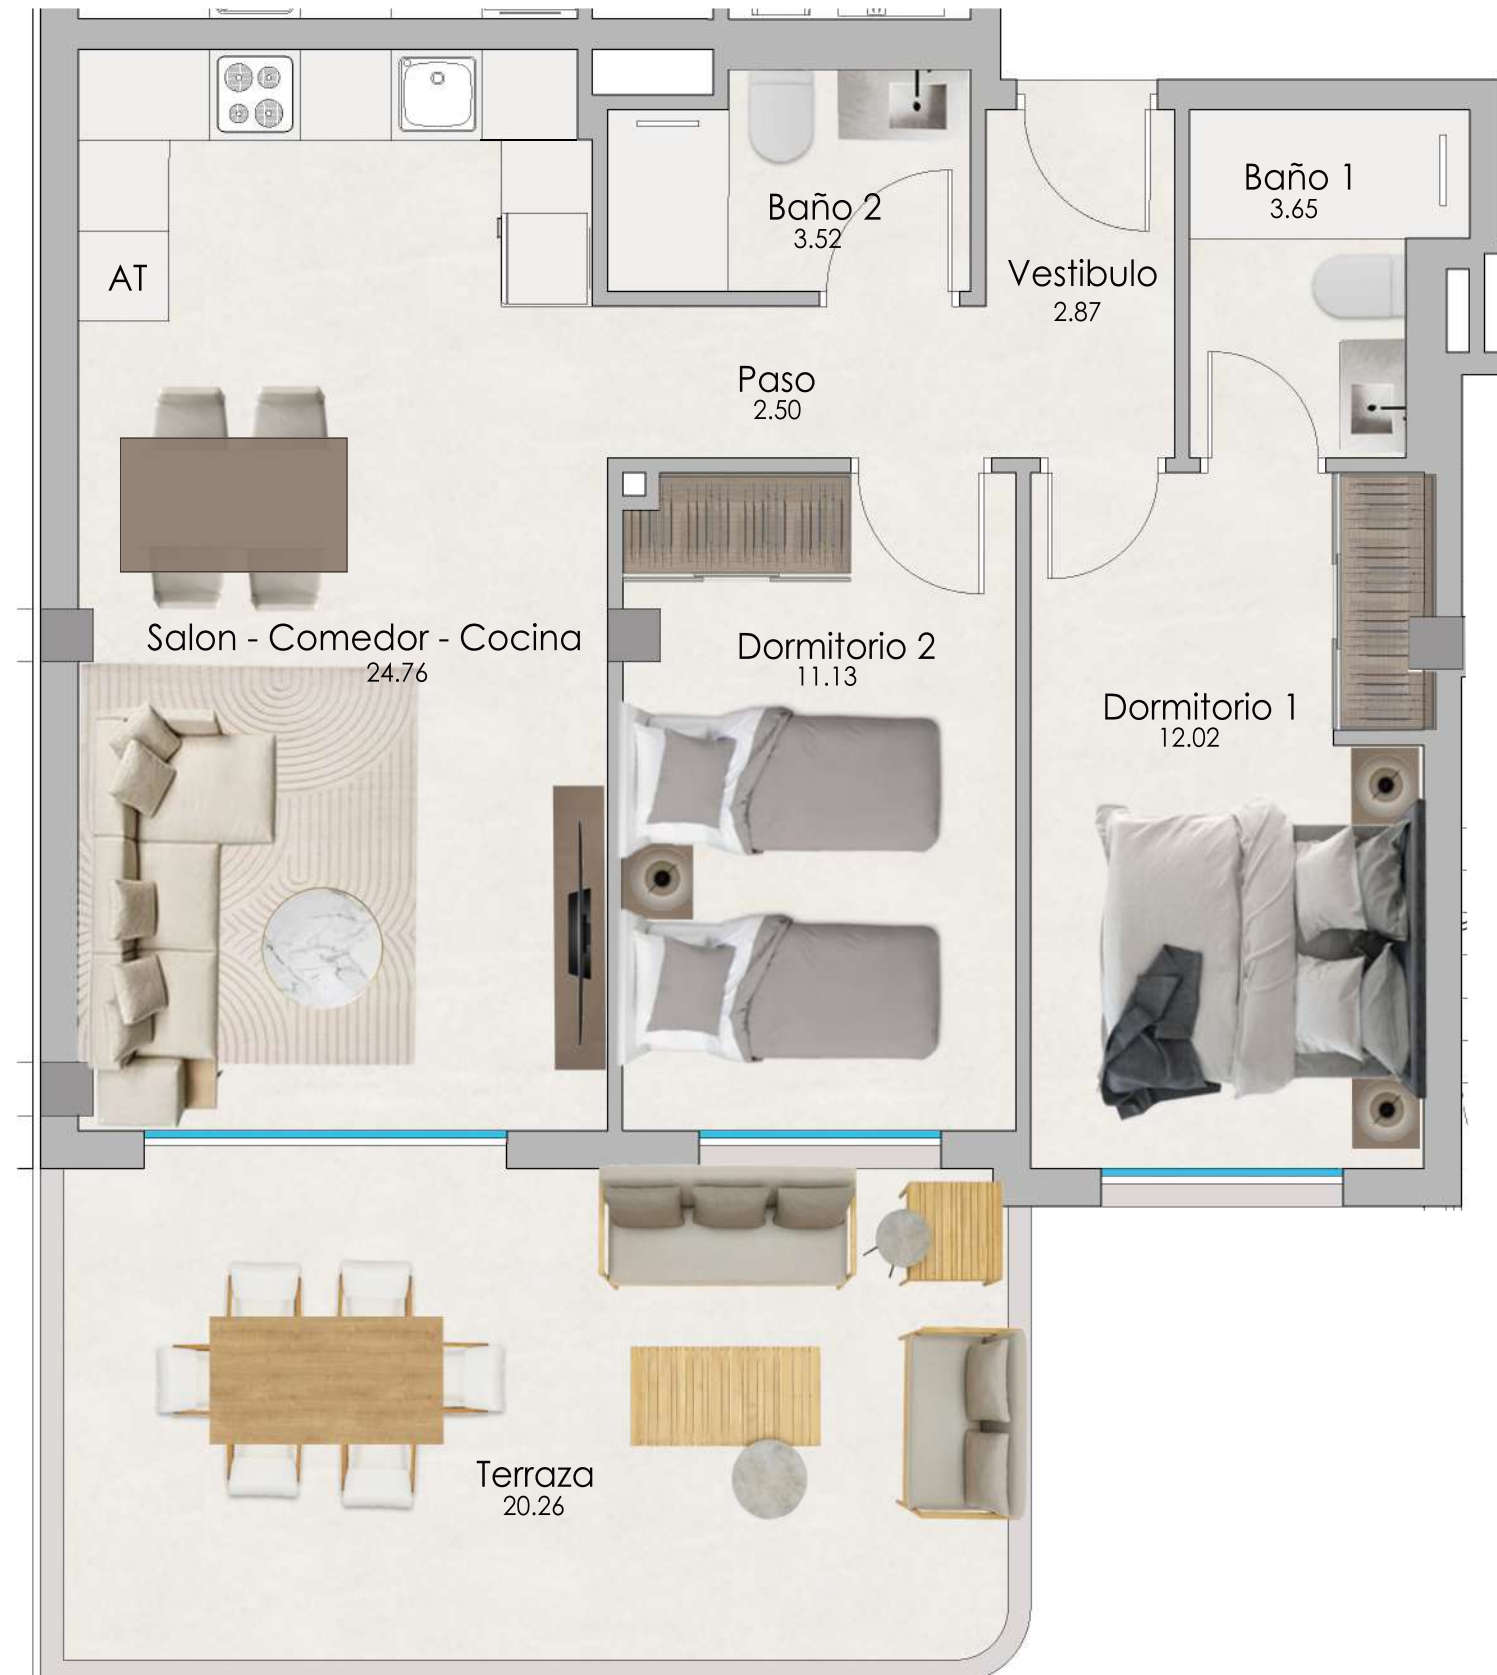 Baño 1
3.65
Baño 2
3.52
AT
Vestibulo
2.87
Paso
2.50
Salon - Comedor - Cocina
24.76
Dormitorio 2
11.13
Dormitorio 1
12.02
Terraza
20.26